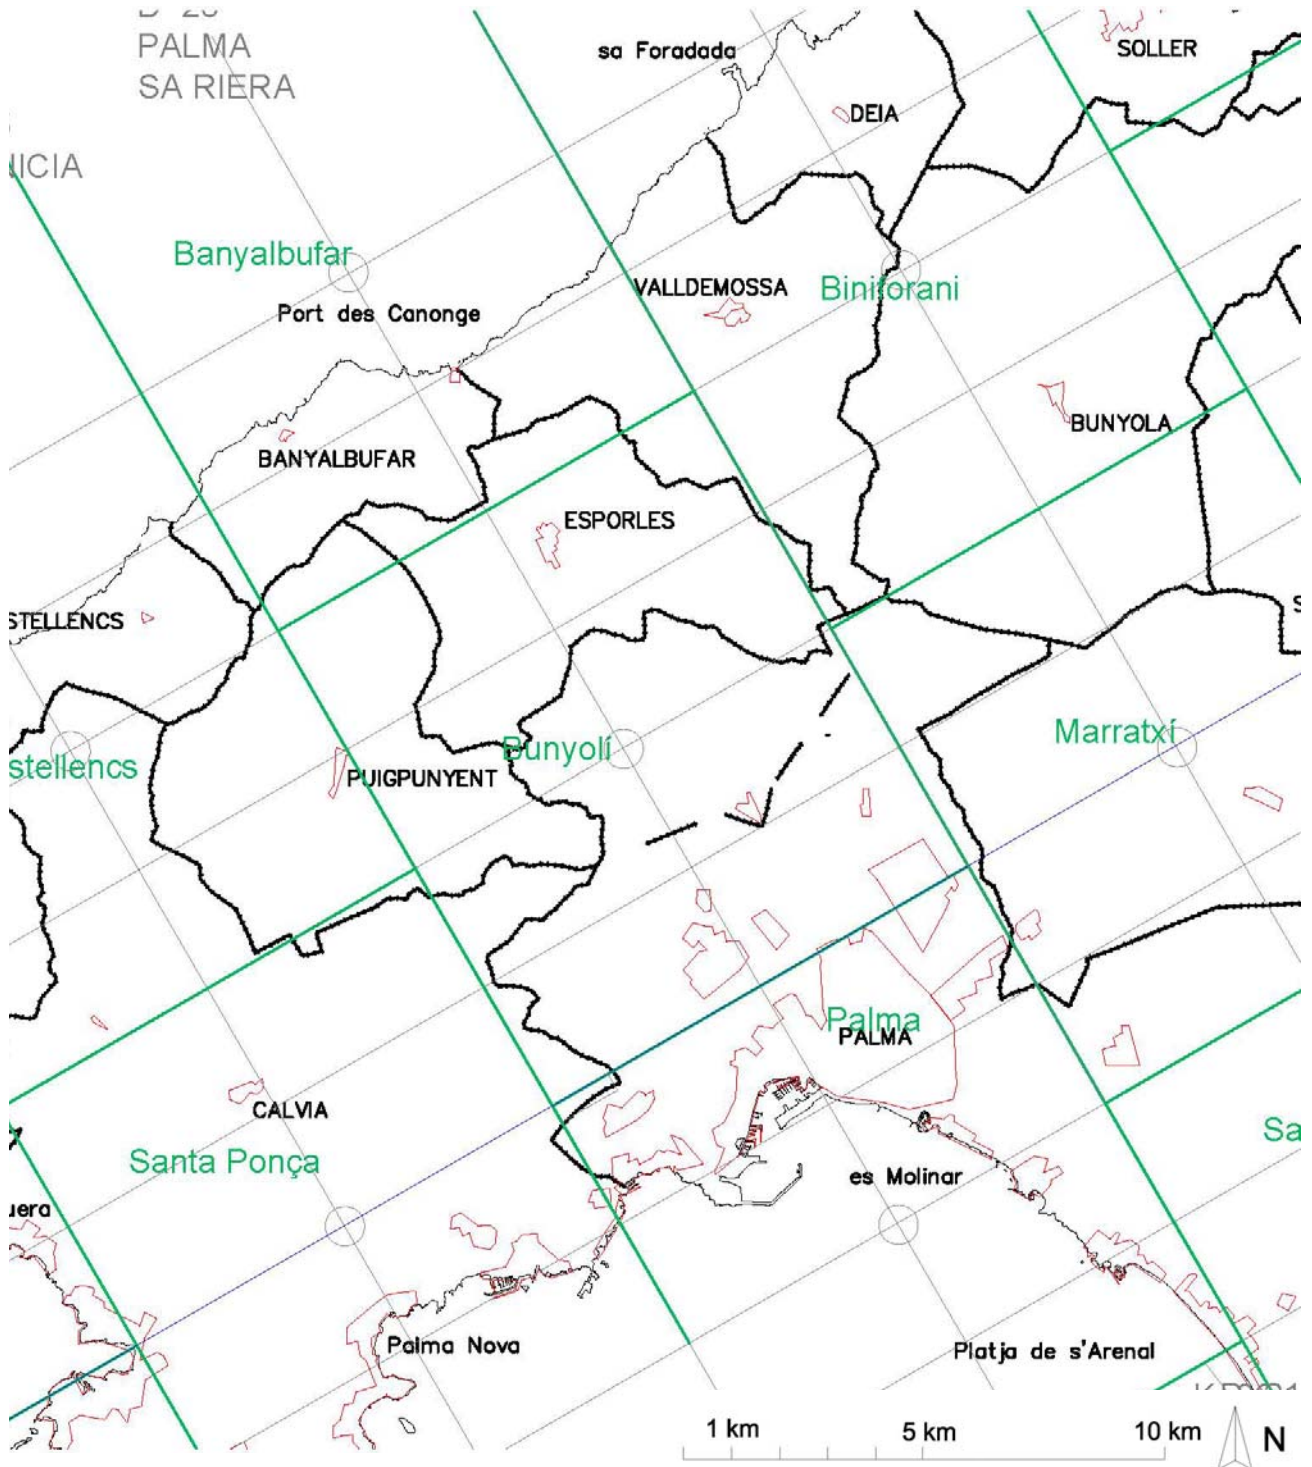 PALMA
SA RIERA
sa Foradada
SOLLER
DEIA
Banyalbufar
VALLDEMOSSA
Biniforani
Port des Canonge
BUNYOLA
BANYALBUFAR
ESPORLES
STELLENCS
Bunyolí
Marratxí
stellencs
PUIGPUNYENT
Palma
PALMA
CALVIA
Santa Ponça
es Molinar
Palma Nova
Platja de s'Arenal
1 km
5 km
10 km
N